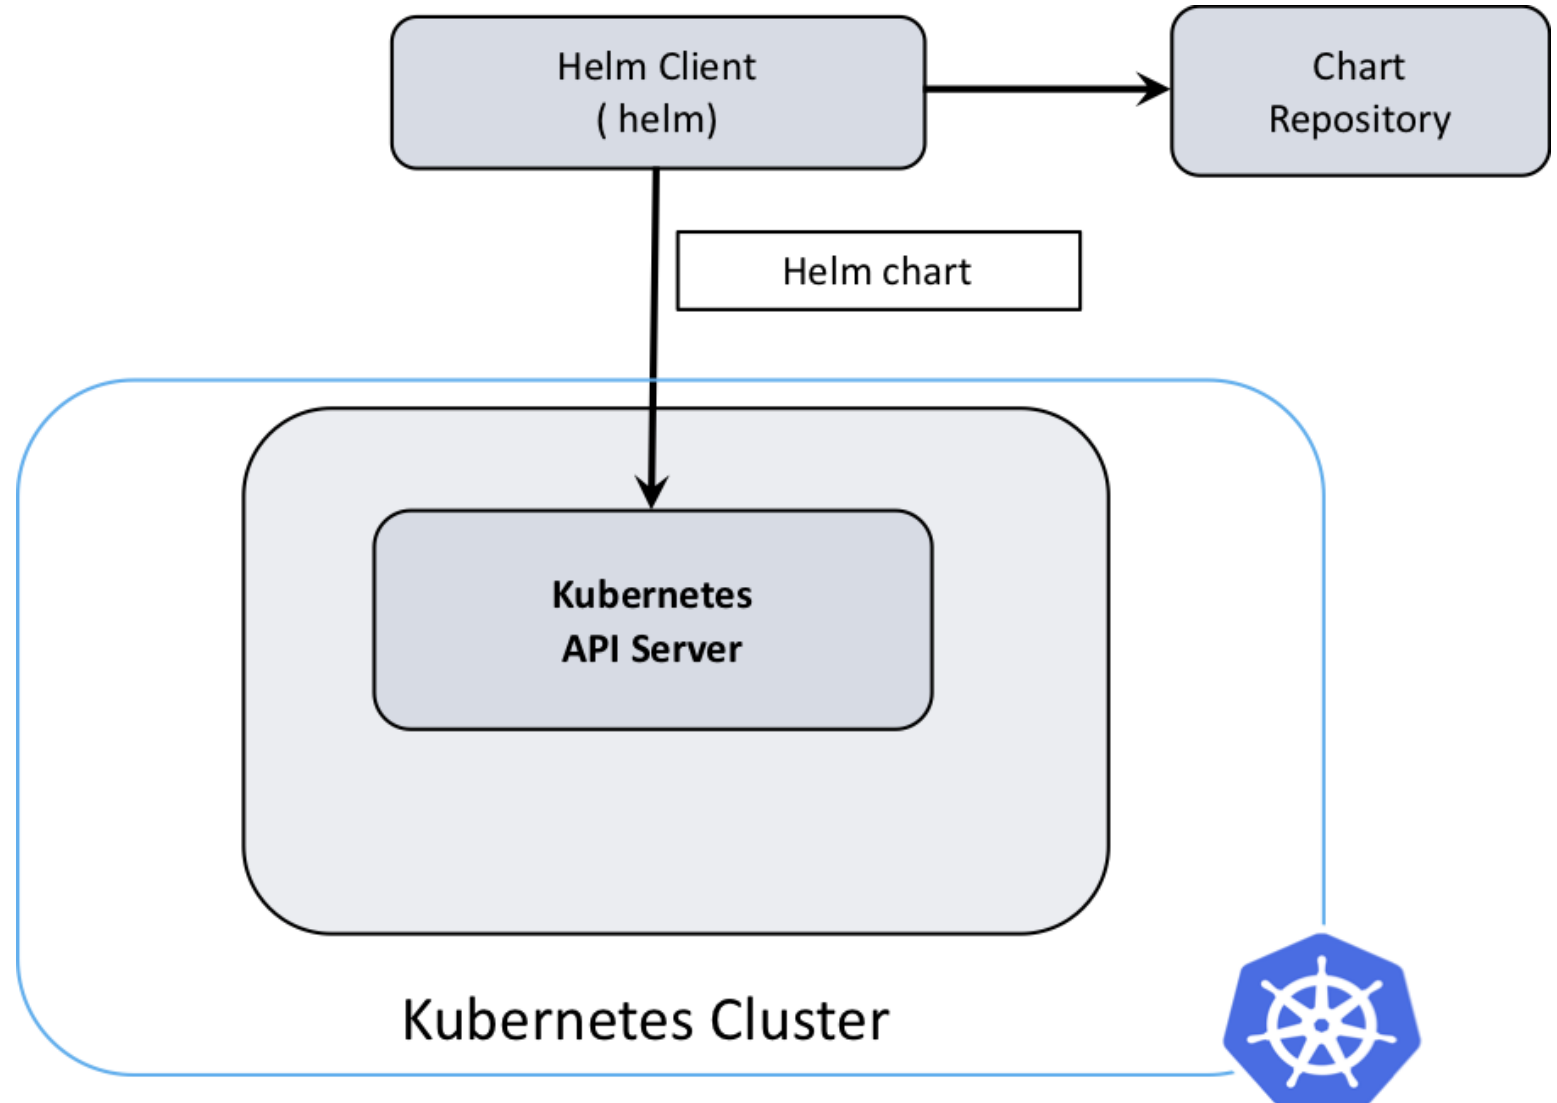 Helm Client
( helm)
Chart
Repository
Helm chart
Kubernetes
API Server
Kubernetes Cluster